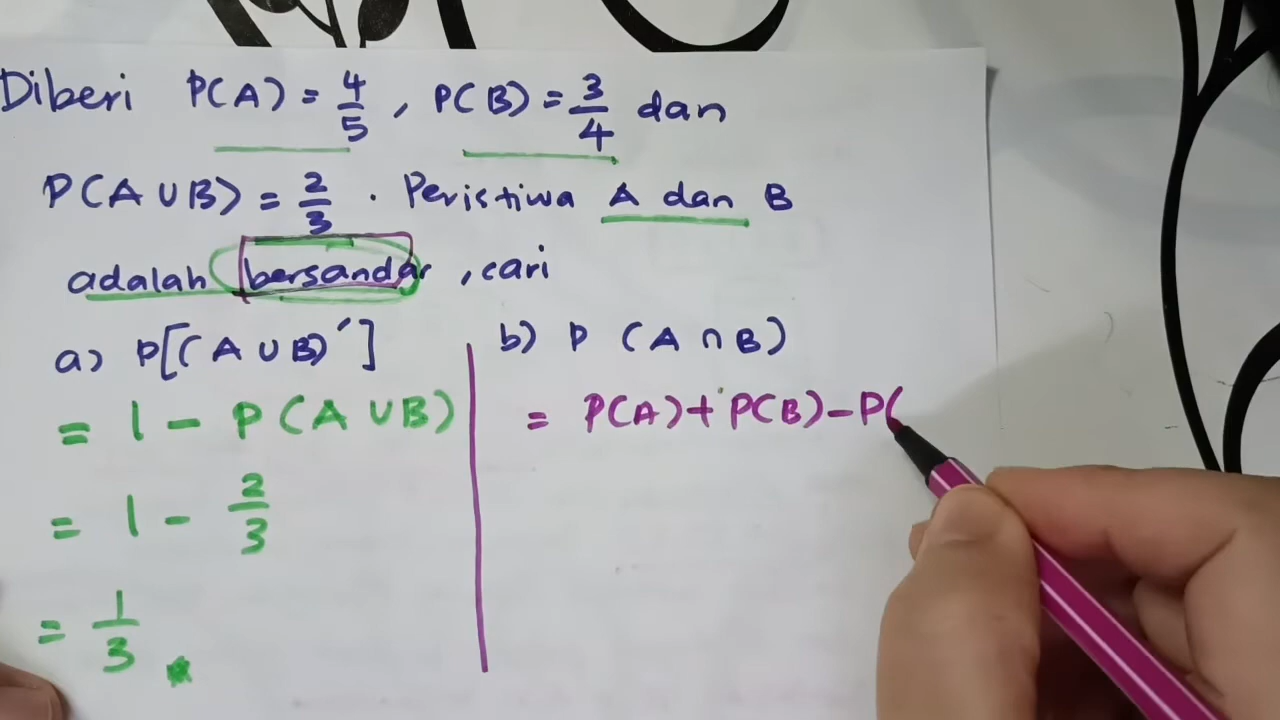 Diberi P(A) = 4/5 , P(B) = 3/4 dan
P(A ∪ B) = 2/3 . Peristiwa A dan B
adalah bersandar , cari
a) P[(A ∪ B)′]
= 1 − P(A ∪ B)
= 1 − 2/3
= 1/3
b) P (A ∩ B)
= P(A) + P(B) − P(